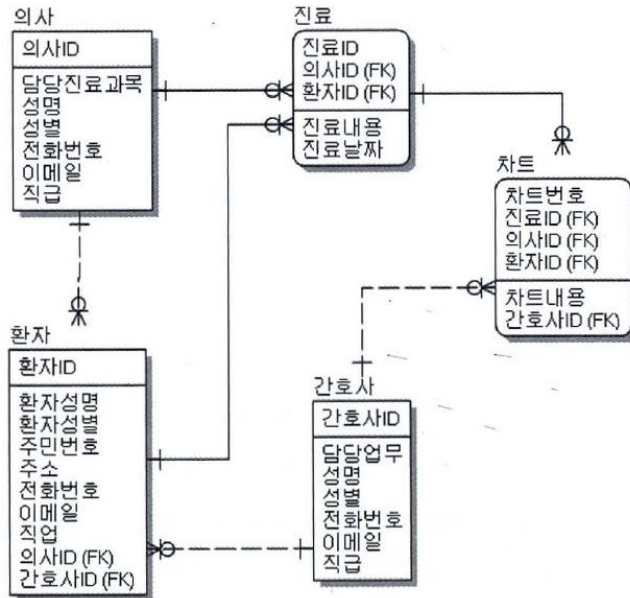 의사
의사ID
담당진료과목
성명
성별
전화번호
이메일
직급
진료
진료ID
의사ID (FK)
환자ID (FK)
진료내용
진료날짜
차트
차트번호
진료ID (FK)
의사ID (FK)
환자ID (FK)
차트내용
간호사ID (FK)
환자
환자ID
환자성명
환자성별
주민번호
주소
전화번호
이메일
직업
의사ID (FK)
간호사ID (FK)
간호사
간호사ID
담당업무
성명
성별
전화번호
이메일
직급